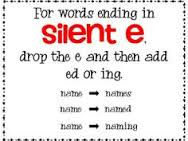 For words ending in
silent e,
drop the e and then add
ed or ing.
name ➡ names
name ➡ named
name ➡ naming